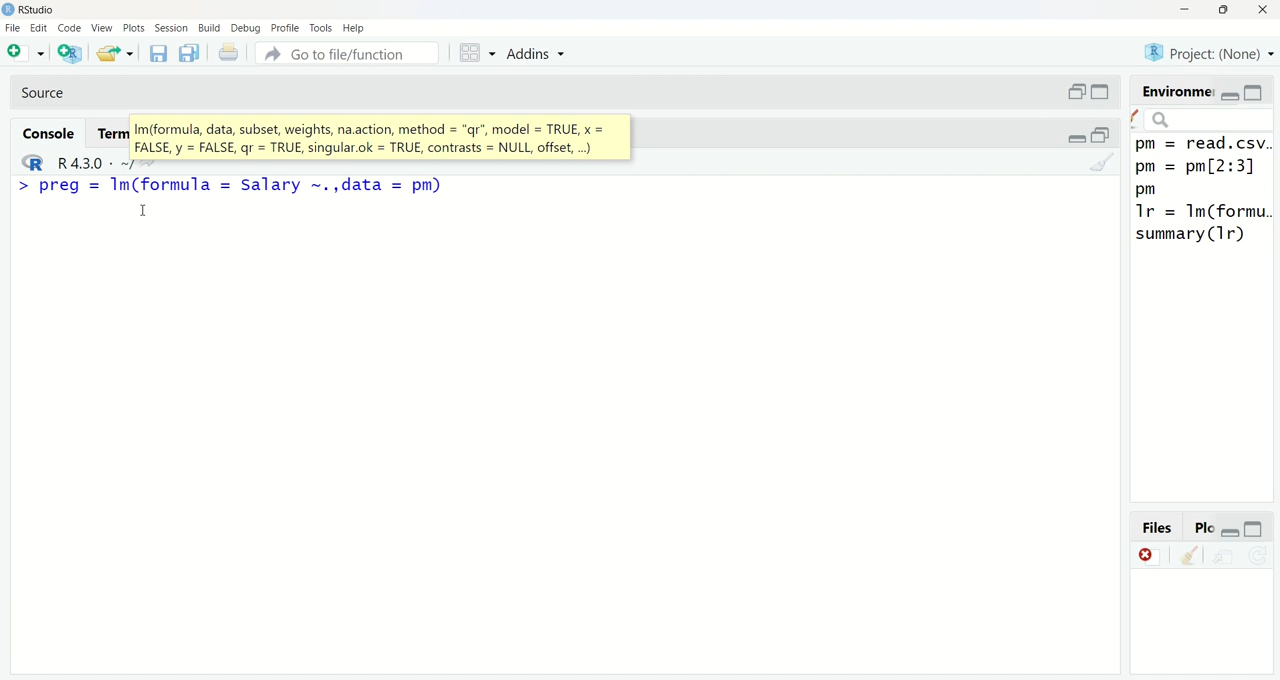 RStudio
File Edit Code View Plots Session Build Debug Profile Tools Help
Go to file/function Addins Project: (None)
Source
Console Term
lm(formula, data, subset, weights, na.action, method = "qr", model = TRUE, x =
FALSE, y = FALSE, qr = TRUE, singular.ok = TRUE, contrasts = NULL, offset, ...)
R 4.3.0 · ~/
> preg = lm(formula = Salary ~.,data = pm)
Environme
pm = read.csv..
pm = pm[2:3]
pm
lr = lm(formu..
summary(lr)
Files Plo